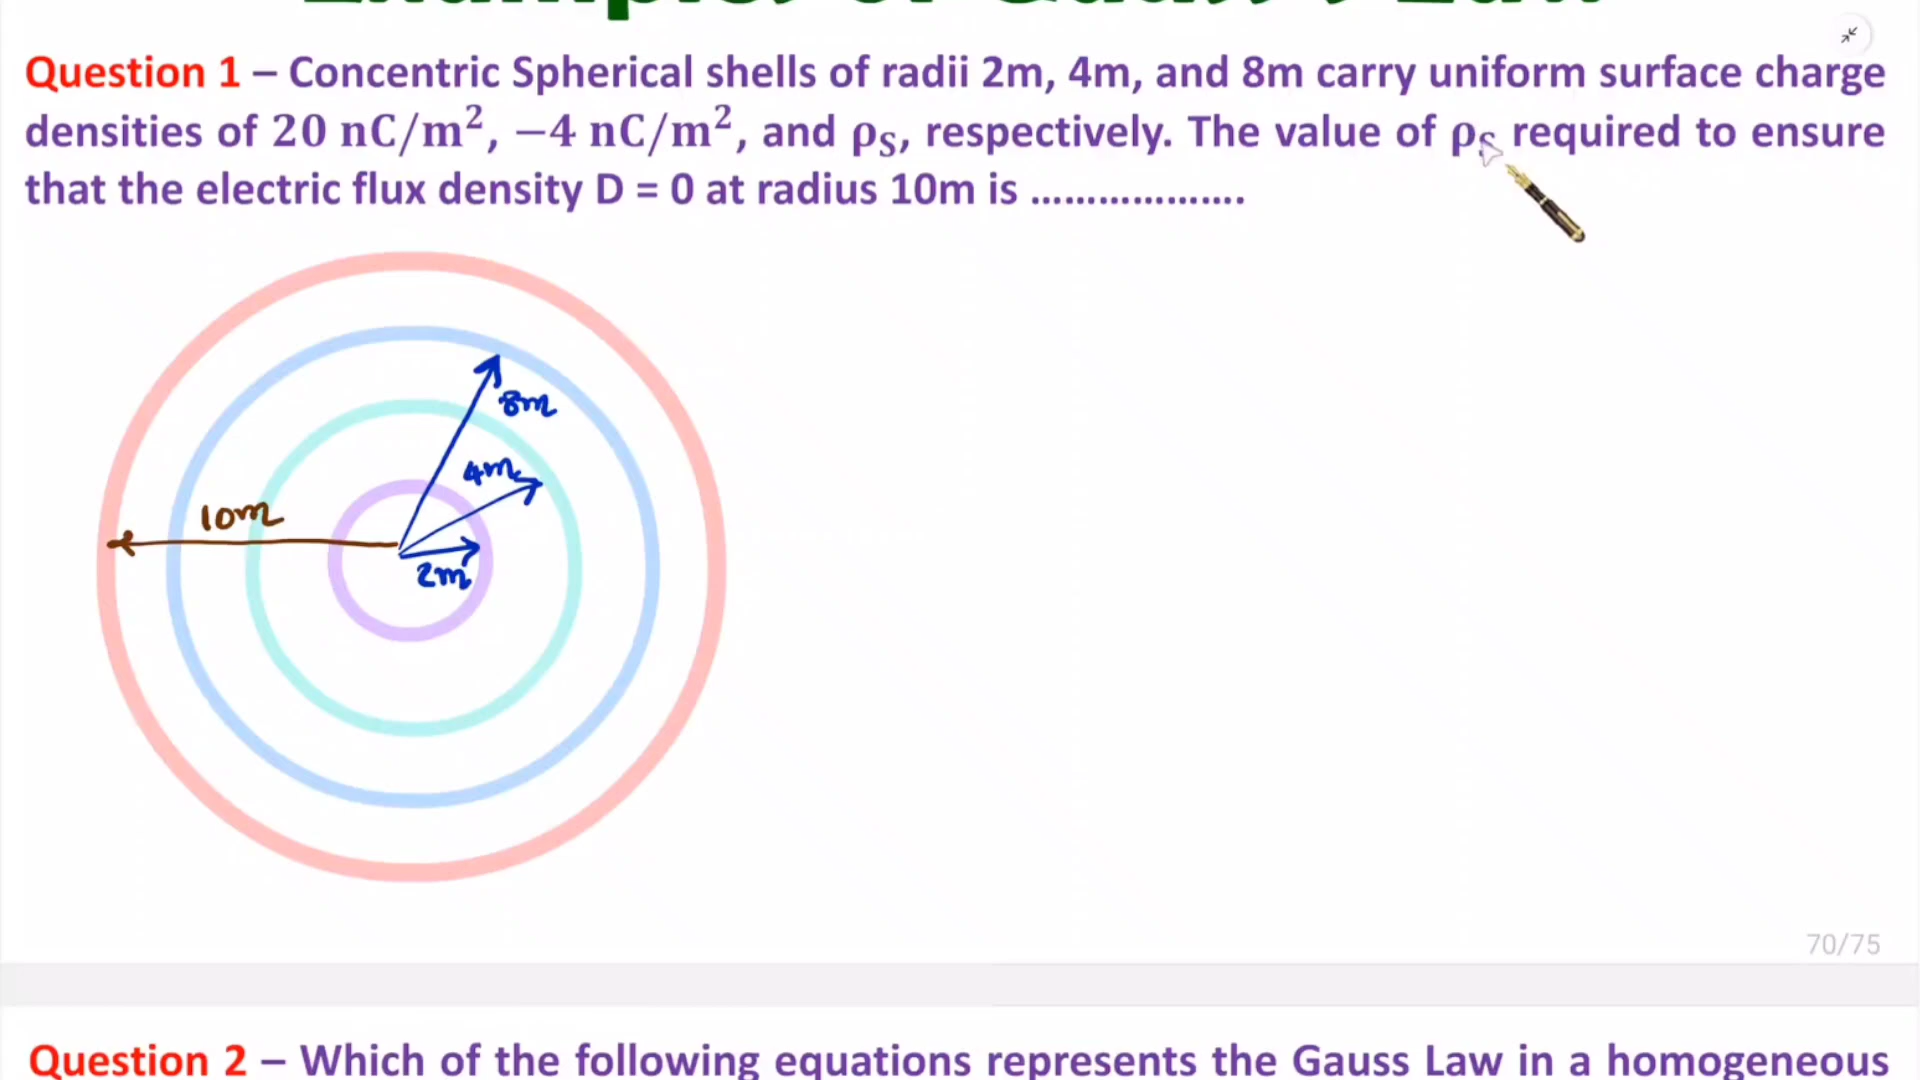 Question 1 – Concentric Spherical shells of radii 2m, 4m, and 8m carry uniform surface charge
densities of 20 nC/m², −4 nC/m², and ρS, respectively. The value of ρS required to ensure
that the electric flux density D = 0 at radius 10m is ....................
8m
4m
10m
2m
70/75
Question 2 – Which of the following equations represents the Gauss Law in a homogeneous